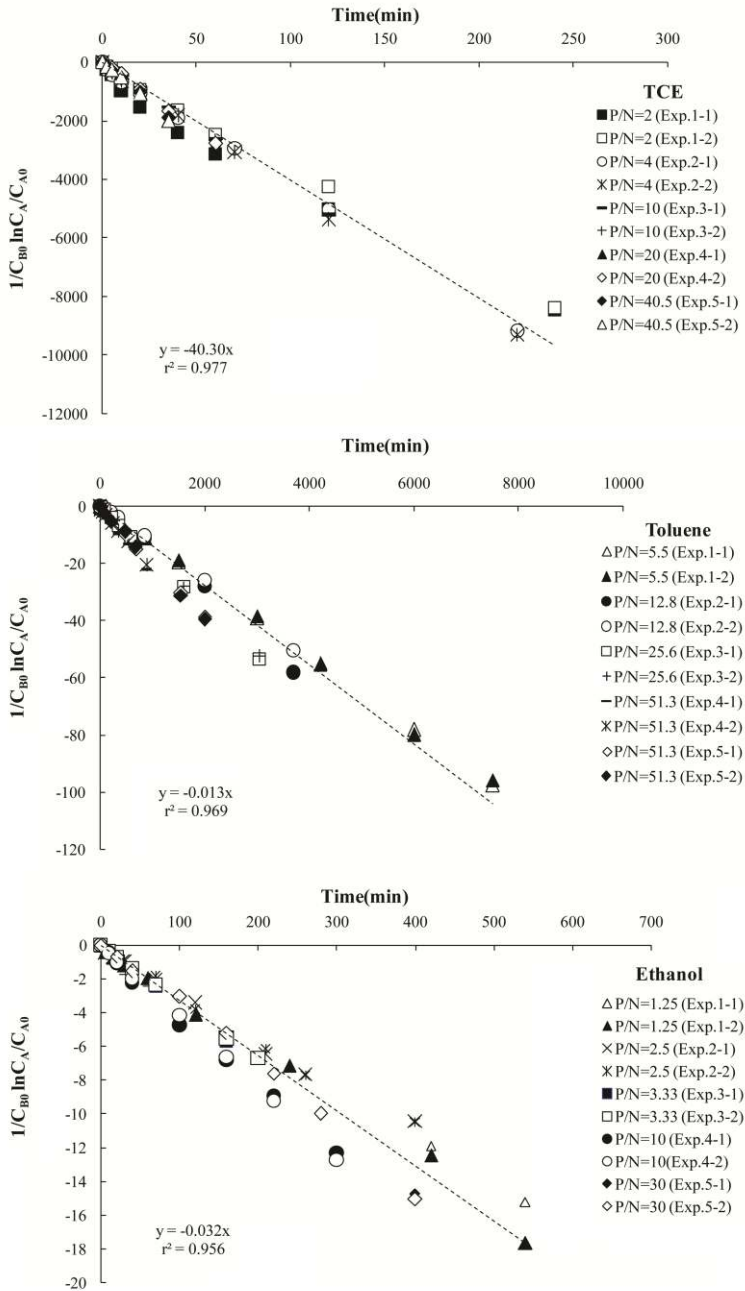 Time(min)
0 50 100 150 200 250 300
0
-2000
-4000
-6000
-8000
-10000
-12000
1/C_B0 lnC_A/C_A0
TCE
P/N=2 (Exp.1-1)
P/N=2 (Exp.1-2)
P/N=4 (Exp.2-1)
P/N=4 (Exp.2-2)
P/N=10 (Exp.3-1)
P/N=10 (Exp.3-2)
P/N=20 (Exp.4-1)
P/N=20 (Exp.4-2)
P/N=40.5 (Exp.5-1)
P/N=40.5 (Exp.5-2)
y = -40.30x
r² = 0.977
Time(min)
0 2000 4000 6000 8000 10000
0
-20
-40
-60
-80
-100
-120
1/C_B0 lnC_A/C_A0
Toluene
P/N=5.5 (Exp.1-1)
P/N=5.5 (Exp.1-2)
P/N=12.8 (Exp.2-1)
P/N=12.8 (Exp.2-2)
P/N=25.6 (Exp.3-1)
P/N=25.6 (Exp.3-2)
P/N=51.3 (Exp.4-1)
P/N=51.3 (Exp.4-2)
P/N=51.3 (Exp.5-1)
P/N=51.3 (Exp.5-2)
y = -0.013x
r² = 0.969
Time(min)
0 100 200 300 400 500 600 700
0
-2
-4
-6
-8
-10
-12
-14
-16
-18
-20
1/C_B0 lnC_A/C_A0
Ethanol
P/N=1.25 (Exp.1-1)
P/N=1.25 (Exp.1-2)
P/N=2.5 (Exp.2-1)
P/N=2.5 (Exp.2-2)
P/N=3.33 (Exp.3-1)
P/N=3.33 (Exp.3-2)
P/N=10 (Exp.4-1)
P/N=10(Exp.4-2)
P/N=30 (Exp.5-1)
P/N=30 (Exp.5-2)
y = -0.032x
r² = 0.956